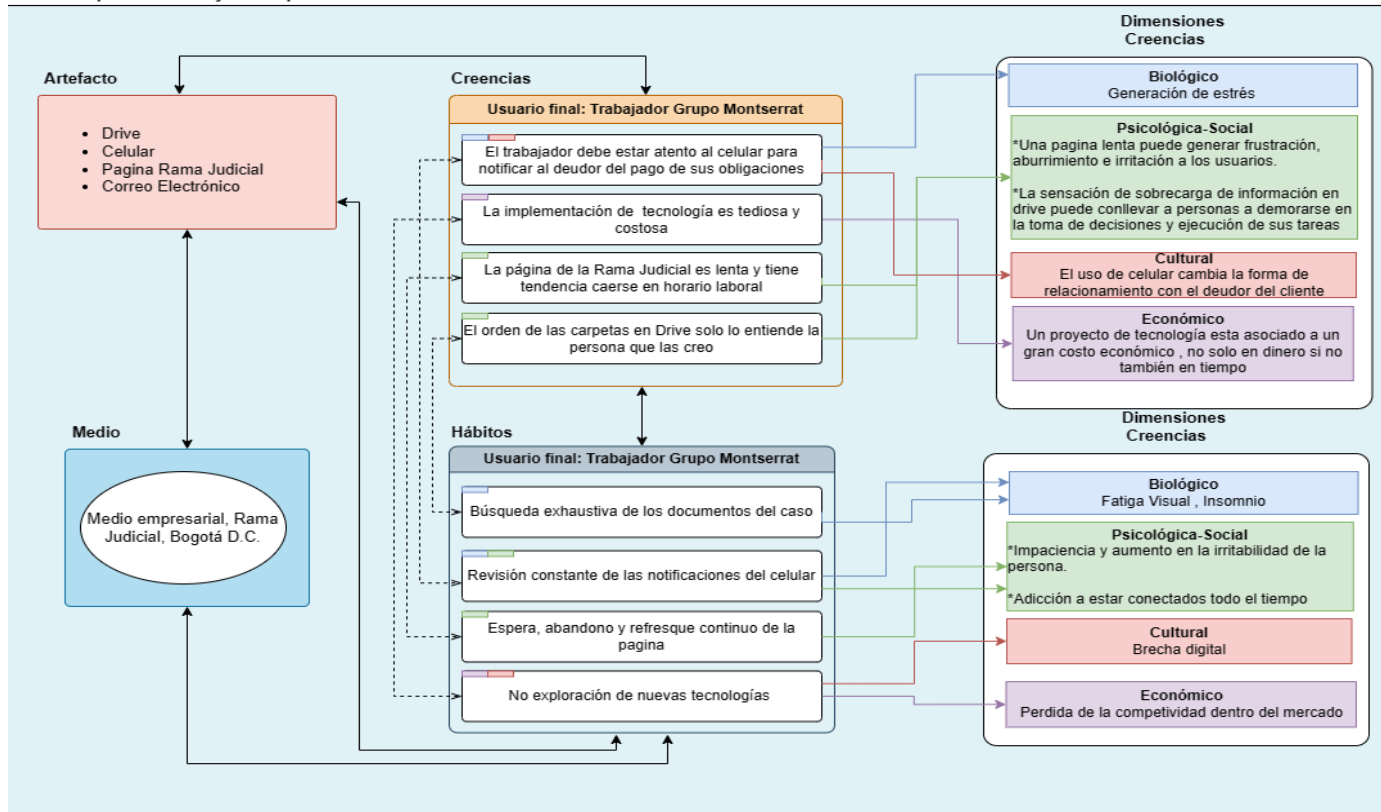 Artefacto
• Drive
• Celular
• Pagina Rama Judicial
• Correo Electrónico
Medio
Medio empresarial, Rama
Judicial, Bogotá D.C.
Creencias
Usuario final: Trabajador Grupo Montserrat
El trabajador debe estar atento al celular para
notificar al deudor del pago de sus obligaciones
La implementación de tecnología es tediosa y
costosa
La página de la Rama Judicial es lenta y tiene
tendencia caerse en horario laboral
El orden de las carpetas en Drive solo lo entiende la
persona que las creo
Hábitos
Usuario final: Trabajador Grupo Montserrat
Búsqueda exhaustiva de los documentos del caso
Revisión constante de las notificaciones del celular
Espera, abandono y refresque continuo de la
pagina
No exploración de nuevas tecnologías
Dimensiones
Creencias
Biológico
Generación de estrés
Psicológica-Social
*Una pagina lenta puede generar frustración,
aburrimiento e irritación a los usuarios.
*La sensación de sobrecarga de información en
drive puede conllevar a personas a demorarse en
la toma de decisiones y ejecución de sus tareas
Cultural
El uso de celular cambia la forma de
relacionamiento con el deudor del cliente
Económico
Un proyecto de tecnología esta asociado a un
gran costo económico , no solo en dinero si no
también en tiempo
Dimensiones
Creencias
Biológico
Fatiga Visual , Insomnio
Psicológica-Social
*Impaciencia y aumento en la irritabilidad de la
persona.
*Adicción a estar conectados todo el tiempo
Cultural
Brecha digital
Económico
Perdida de la competividad dentro del mercado